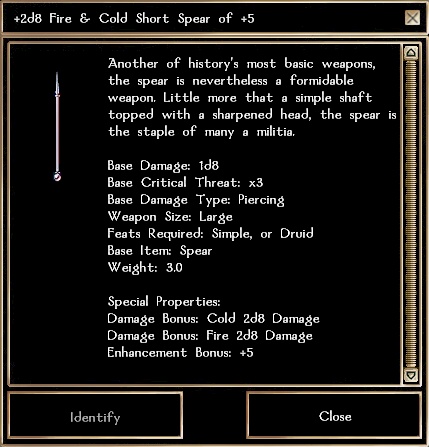 +2d8 Fire & Cold Short Spear of +5
Another of history's most basic weapons,
the spear is nevertheless a formidable
weapon. Little more that a simple shaft
topped with a sharpened head, the spear is
the staple of many a militia.
Base Damage: 1d8
Base Critical Threat: x3
Base Damage Type: Piercing
Weapon Size: Large
Feats Required: Simple, or Druid
Base Item: Spear
Weight: 3.0
Special Properties:
Damage Bonus: Cold 2d8 Damage
Damage Bonus: Fire 2d8 Damage
Enhancement Bonus: +5
Identify
Close